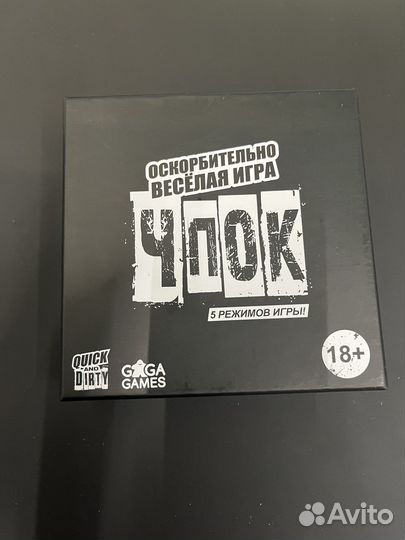 ОСКОРБИТЕЛЬНО
ВЕСЁЛАЯ ИГРА
ЧПОК
5 РЕЖИМОВ ИГРЫ!
QUICK
AND
DIRTY
GAGA
GAMES
18+
Avito